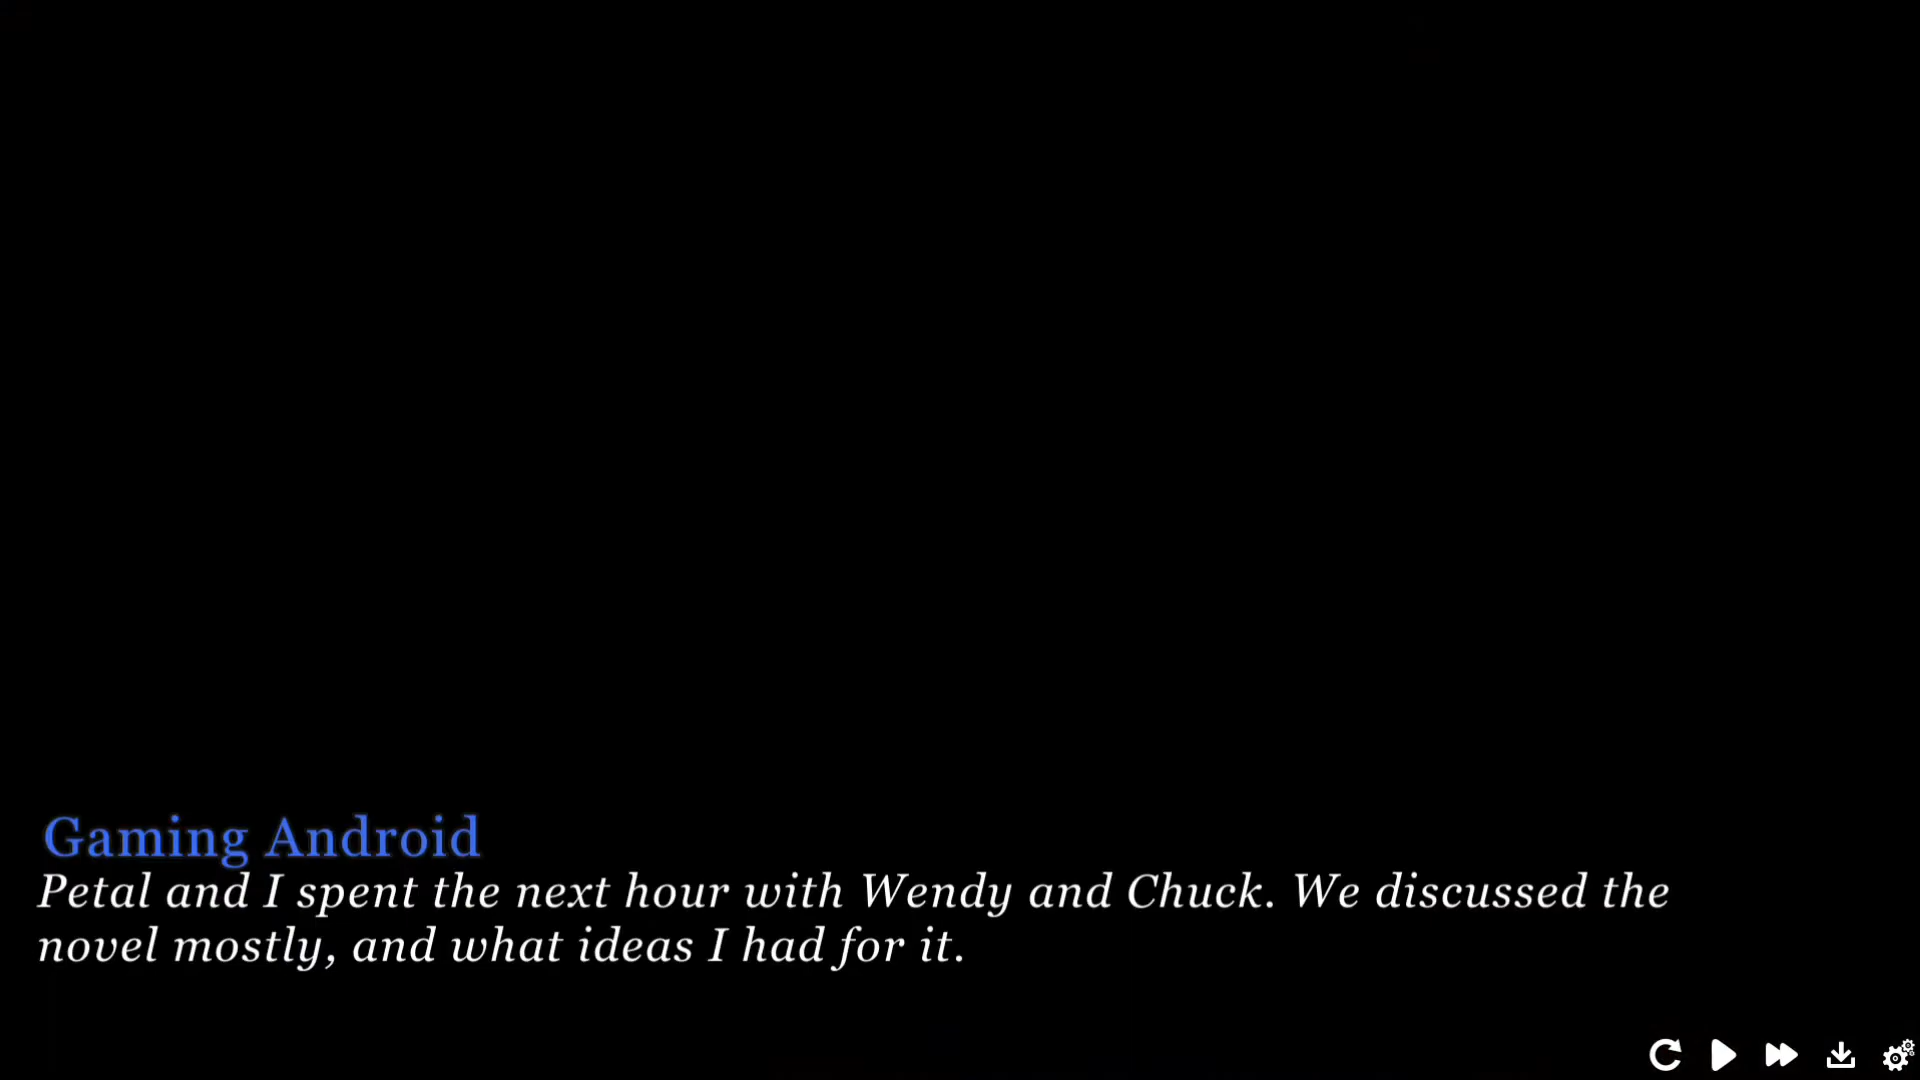 Gaming Android
Petal and I spent the next hour with Wendy and Chuck. We discussed the
novel mostly, and what ideas I had for it.